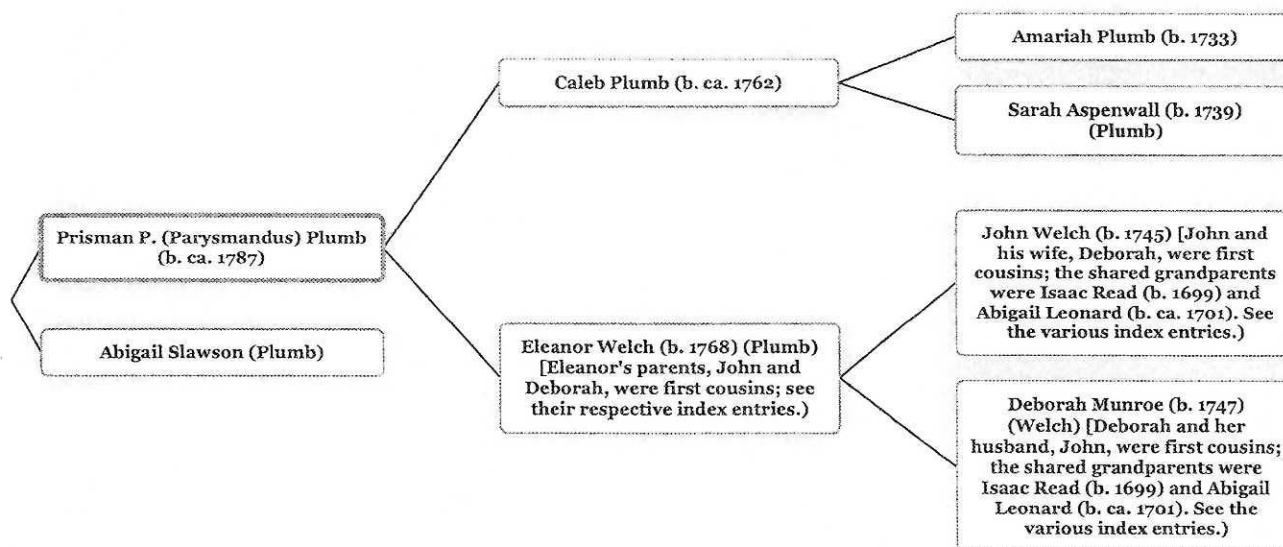 Amariah Plumb (b. 1733)
Caleb Plumb (b. ca. 1762)
Sarah Aspenwall (b. 1739)
(Plumb)
Prisman P. (Parysmandus) Plumb
(b. ca. 1787)
Abigail Slawson (Plumb)
John Welch (b. 1745) [John and
his wife, Deborah, were first
cousins; the shared grandparents
were Isaac Read (b. 1699) and
Abigail Leonard (b. ca. 1701). See
the various index entries.)
Eleanor Welch (b. 1768) (Plumb)
[Eleanor's parents, John and
Deborah, were first cousins; see
their respective index entries.)
Deborah Munroe (b. 1747)
(Welch) [Deborah and her
husband, John, were first cousins;
the shared grandparents were
Isaac Read (b. 1699) and Abigail
Leonard (b. ca. 1701). See the
various index entries.)